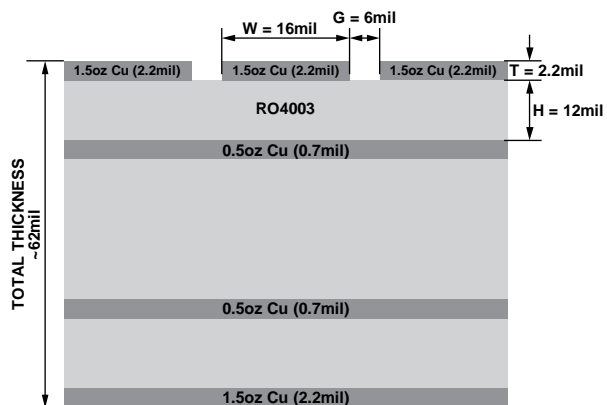 G = 6mil
W = 16mil
1.5oz Cu (2.2mil) 1.5oz Cu (2.2mil) 1.5oz Cu (2.2mil) T = 2.2mil
RO4003 H = 12mil
0.5oz Cu (0.7mil)
TOTAL THICKNESS
~62mil
0.5oz Cu (0.7mil)
1.5oz Cu (2.2mil)